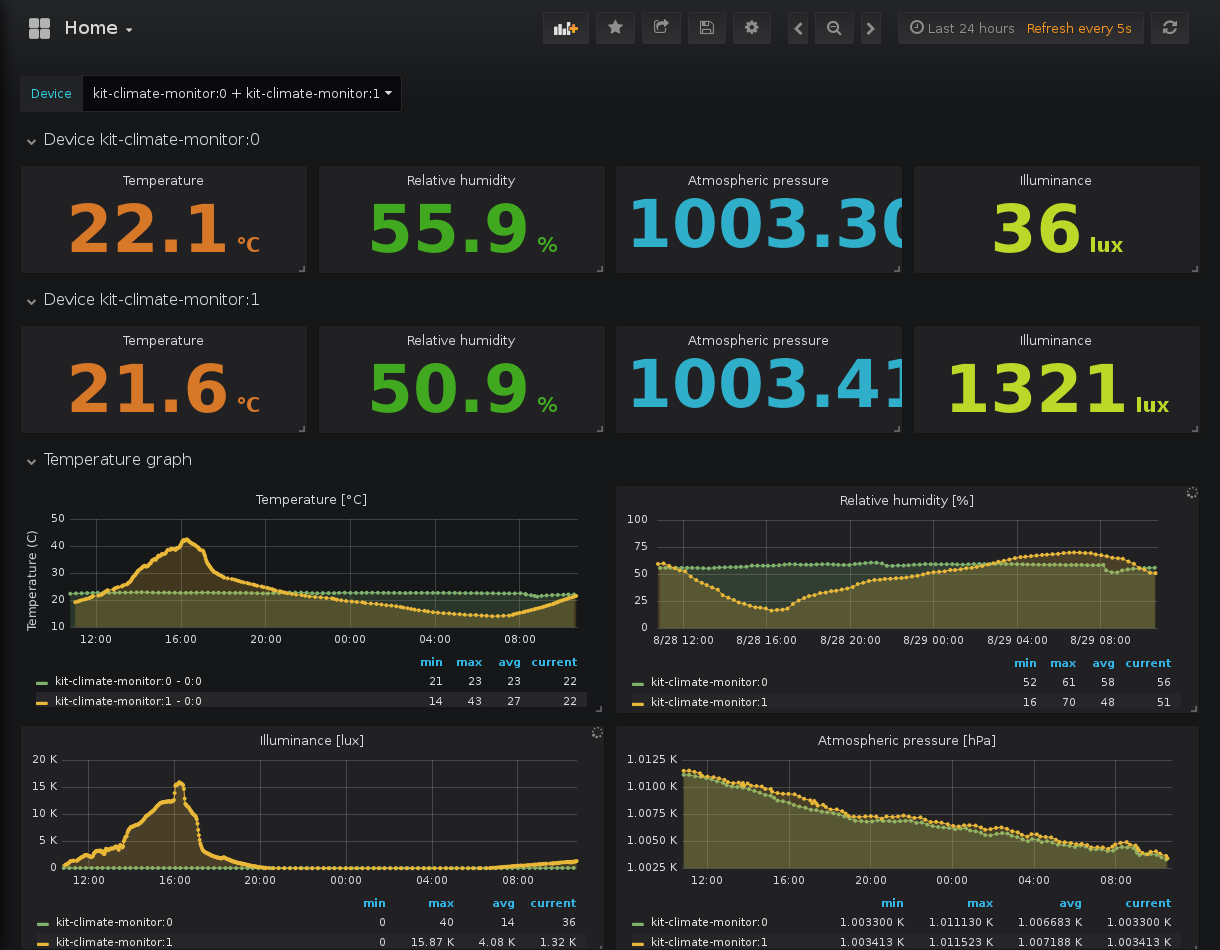 Home
Last 24 hours Refresh every 5s
Device kit-climate-monitor:0 + kit-climate-monitor:1
Device kit-climate-monitor:0
Temperature Relative humidity Atmospheric pressure Illuminance
22.1 °C 55.9 % 1003.30 36 lux
Device kit-climate-monitor:1
Temperature Relative humidity Atmospheric pressure Illuminance
21.6 °C 50.9 % 1003.41 1321 lux
Temperature graph
Temperature [°C]
Temperature (C)
50
40
30
20
10
12:00 16:00 20:00 00:00 04:00 08:00
min max avg current
kit-climate-monitor:0 - 0:0 21 23 23 22
kit-climate-monitor:1 - 0:0 14 43 27 22
Relative humidity [%]
100
75
50
25
0
8/28 12:00 8/28 16:00 8/28 20:00 8/29 00:00 8/29 04:00 8/29 08:00
min max avg current
kit-climate-monitor:0 52 61 58 56
kit-climate-monitor:1 16 70 48 51
Illuminance [lux]
20 K
15 K
10 K
5 K
0
12:00 16:00 20:00 00:00 04:00 08:00
min max avg current
kit-climate-monitor:0 0 40 14 36
kit-climate-monitor:1 0 15.87 K 4.08 K 1.32 K
Atmospheric pressure [hPa]
1.0125 K
1.0100 K
1.0075 K
1.0050 K
1.0025 K
12:00 16:00 20:00 00:00 04:00 08:00
min max avg current
kit-climate-monitor:0 1.003300 K 1.011130 K 1.006683 K 1.003300 K
kit-climate-monitor:1 1.003413 K 1.011523 K 1.007188 K 1.003413 K